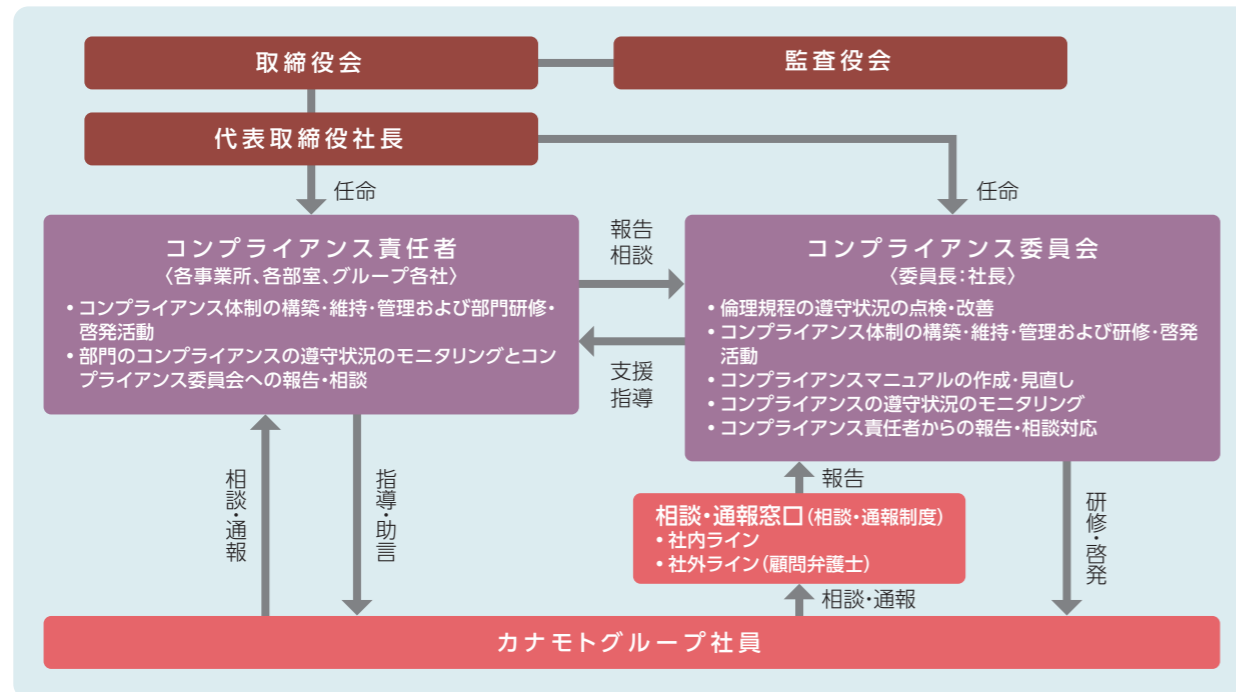 取締役会
監査役会
代表取締役社長
任命
任命
コンプライアンス責任者
〈各事業所、各部室、グループ各社〉
• コンプライアンス体制の構築・維持・管理および部門研修・
啓発活動
• 部門のコンプライアンスの遵守状況のモニタリングとコン
プライアンス委員会への報告・相談
報告
相談
支援
指導
コンプライアンス委員会
〈委員長：社長〉
• 倫理規程の遵守状況の点検・改善
• コンプライアンス体制の構築・維持・管理および研修・啓発
活動
• コンプライアンスマニュアルの作成・見直し
• コンプライアンスの遵守状況のモニタリング
• コンプライアンス責任者からの報告・相談対応
相談・通報
指導・助言
報告
相談・通報窓口（相談・通報制度）
• 社内ライン
• 社外ライン（顧問弁護士）
相談・通報
研修・啓発
カナモトグループ社員